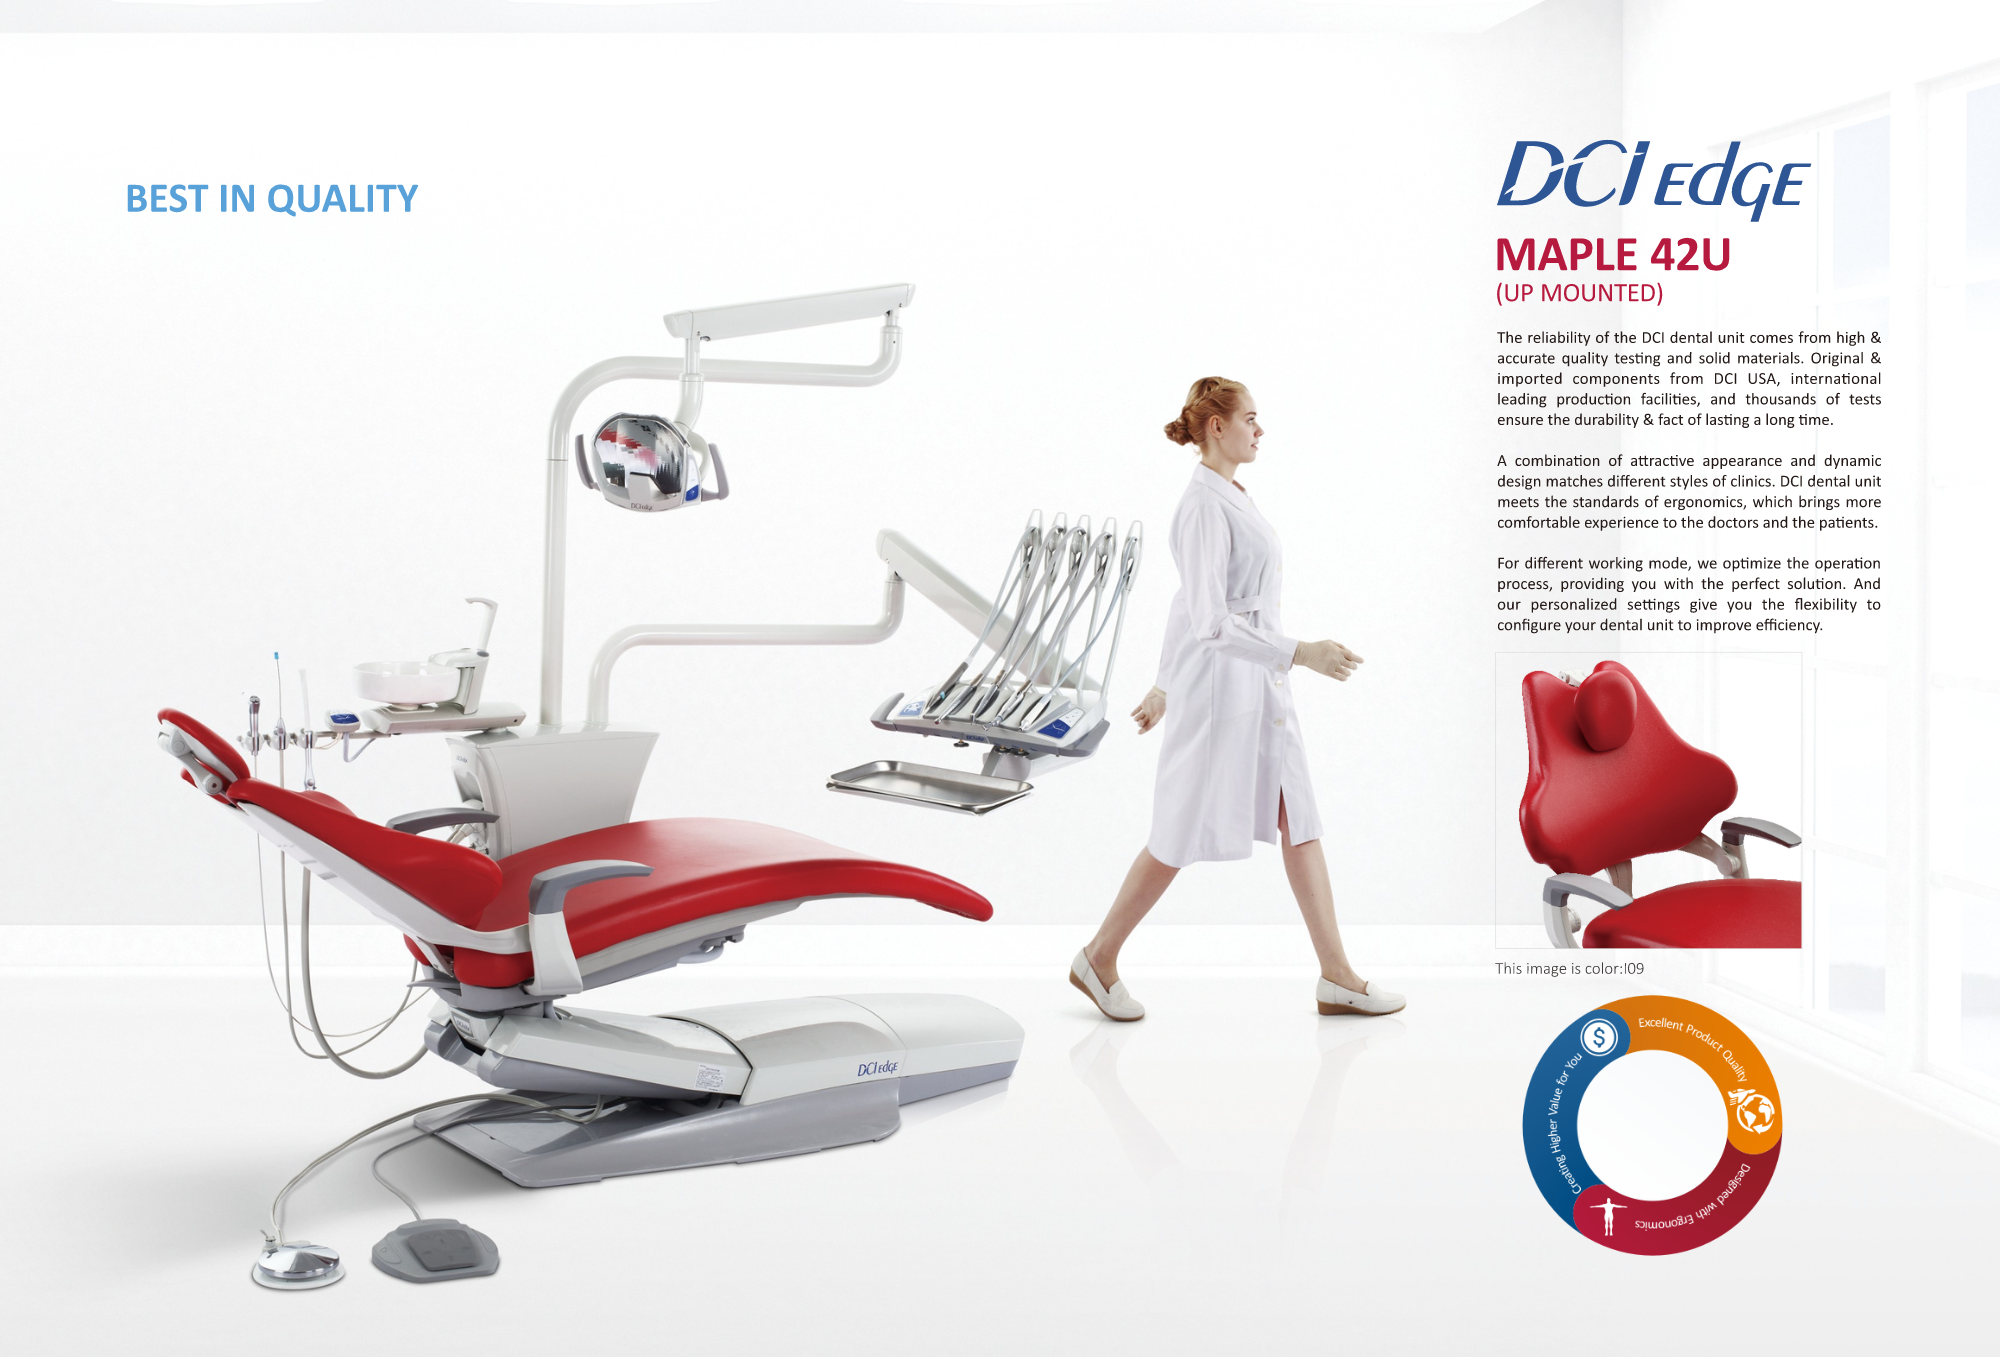 BEST IN QUALITY
DCI EDGE
MAPLE 42U
(UP MOUNTED)
The reliability of the DCI dental unit comes from high &
accurate quality testing and solid materials. Original &
imported components from DCI USA, international
leading production facilities, and thousands of tests
ensure the durability & fact of lasting a long time.
A combination of attractive appearance and dynamic
design matches different styles of clinics. DCI dental unit
meets the standards of ergonomics, which brings more
comfortable experience to the doctors and the patients.
For different working mode, we optimize the operation
process, providing you with the perfect solution. And
our personalized settings give you the flexibility to
configure your dental unit to improve efficiency.
This image is color:I09
Excellent Product Quality
Designed with Ergonomics
Creating Higher Value for You
$
DCI EDGE
DCI edge